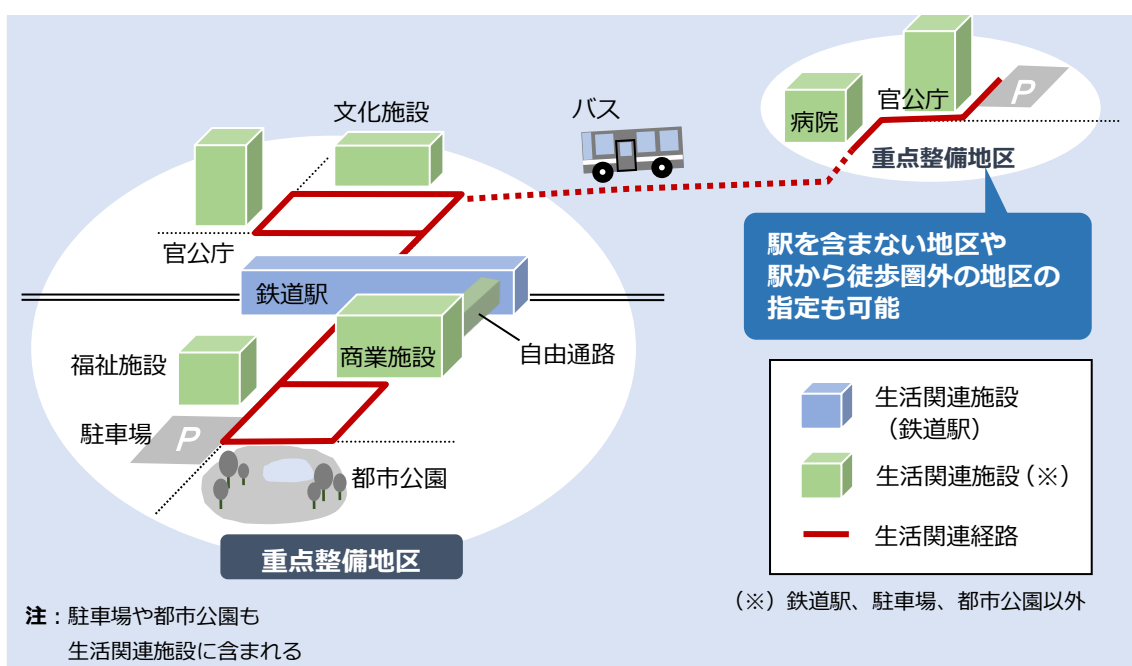 文化施設
バス
官公庁
病院
P
重点整備地区
官公庁
駅を含まない地区や
駅から徒歩圏外の地区の
指定も可能
鉄道駅
自由通路
商業施設
福祉施設
駐車場
P
都市公園
重点整備地区
生活関連施設
(鉄道駅)
生活関連施設(※)
生活関連経路
(※)鉄道駅、駐車場、都市公園以外
注:駐車場や都市公園も
生活関連施設に含まれる